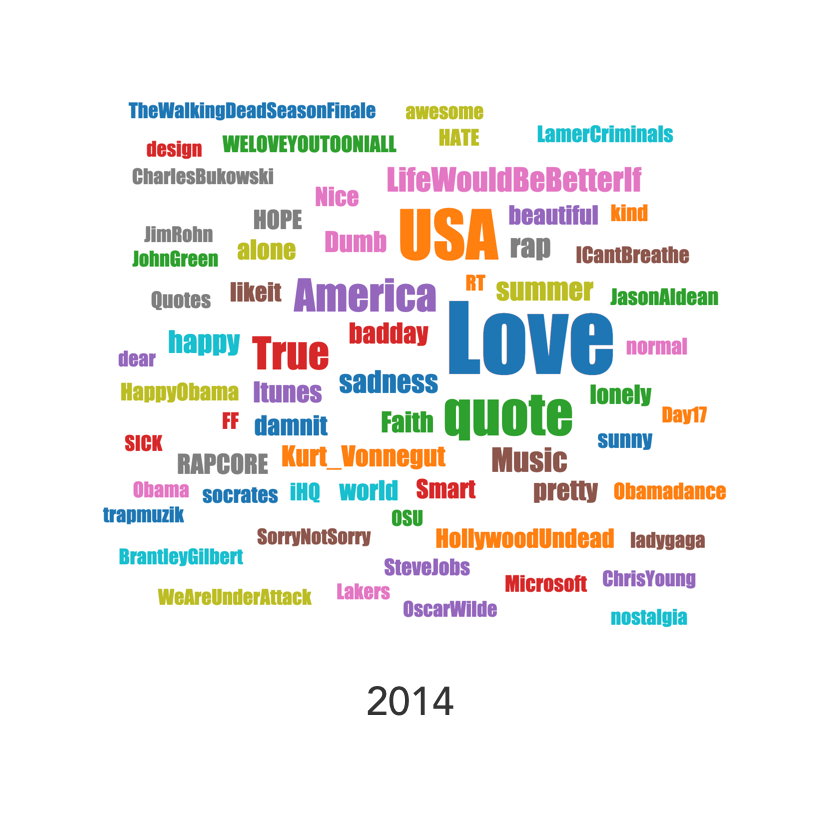 TheWalkingDeadSeasonFinale awesome
design WELOVEYOUTOONIALL HATE LamerCriminals
CharlesBukowski Nice LifeWouldBeBetterIf
JimRohn HOPE Dumb USA rap beautiful kind
JohnGreen alone ICantBreathe
Quotes likeit America RT summer JasonAldean
dear happy True badday Love normal
HappyObama Itunes sadness quote lonely
SICK FF damnit Faith sunny Day17
RAPCORE Kurt_Vonnegut Music
Obama socrates iHQ world Smart pretty Obamadance
trapmuzik OSU
BrantleyGilbert SorryNotSorry HollywoodUndead ladygaga
SteveJobs Microsoft ChrisYoung
WeAreUnderAttack Lakers OscarWilde nostalgia
2014